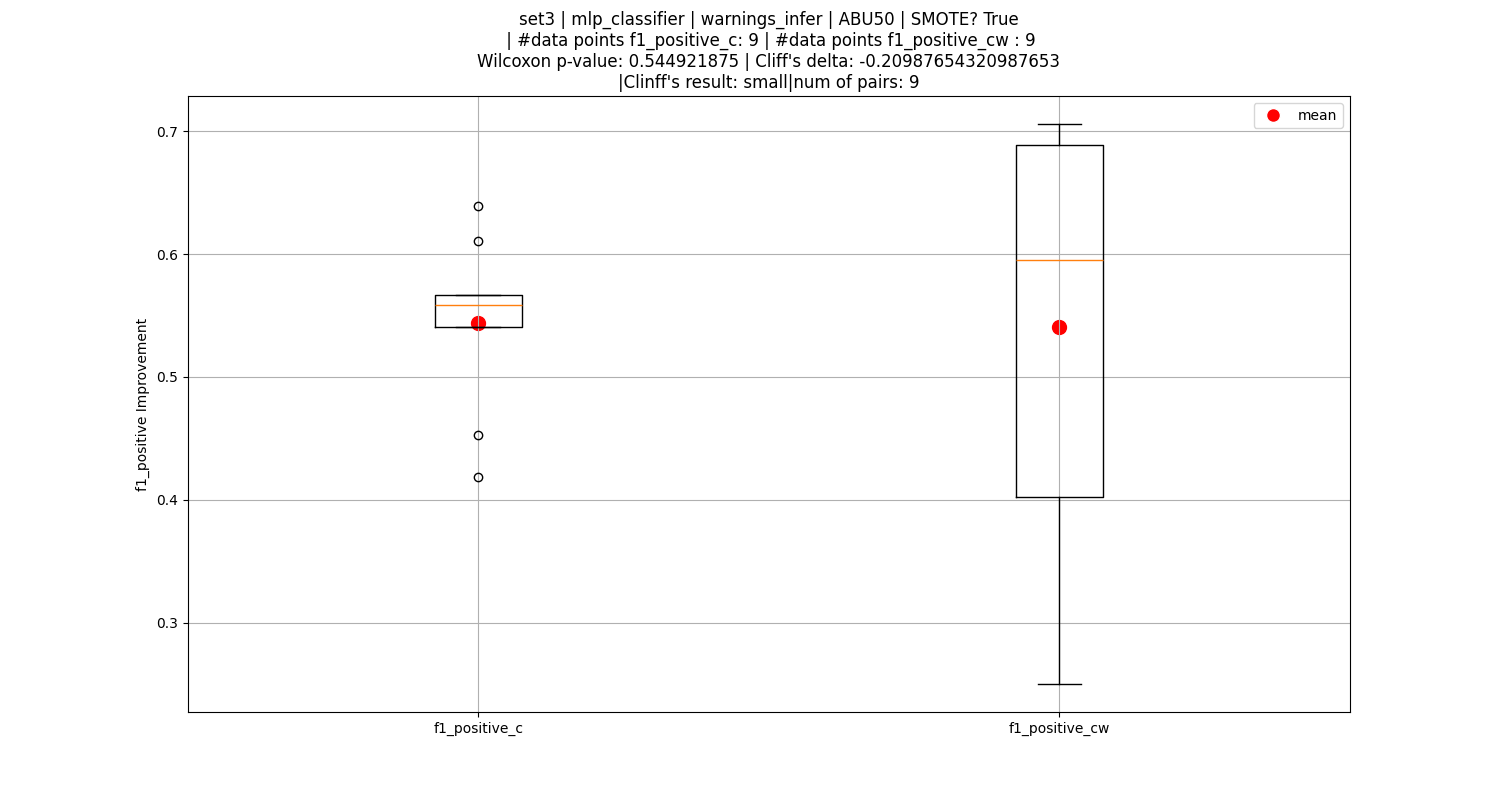 set3 | mlp_classifier | warnings_infer | ABU50 | SMOTE? True
| #data points f1_positive_c: 9 | #data points f1_positive_cw : 9
Wilcoxon p-value: 0.544921875 | Cliff's delta: -0.20987654320987653
|Clinff's result: small|num of pairs: 9
mean
0.7
0.6
0.5
0.4
0.3
f1_positive Improvement
f1_positive_c
f1_positive_cw